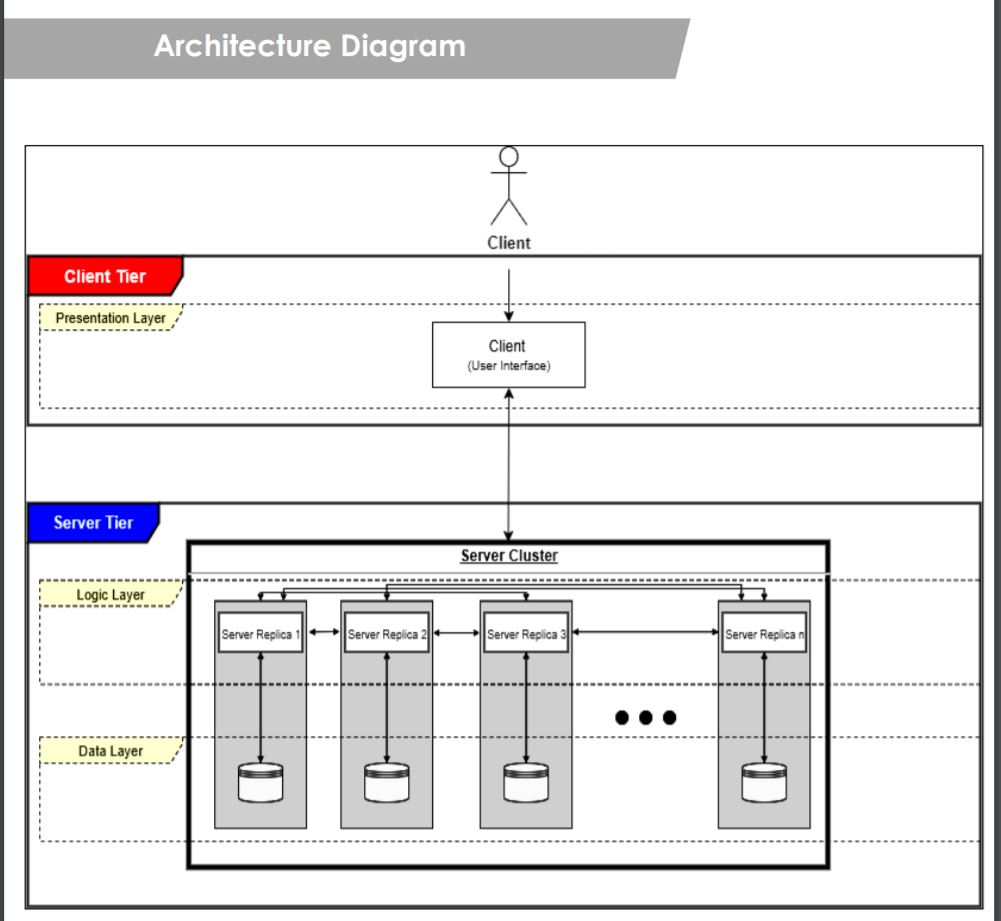 Architecture Diagram
Client
Client Tier
Presentation Layer
Client
(User Interface)
Server Tier
Server Cluster
Logic Layer
Server Replica 1
Server Replica 2
Server Replica 3
Server Replica n
Data Layer